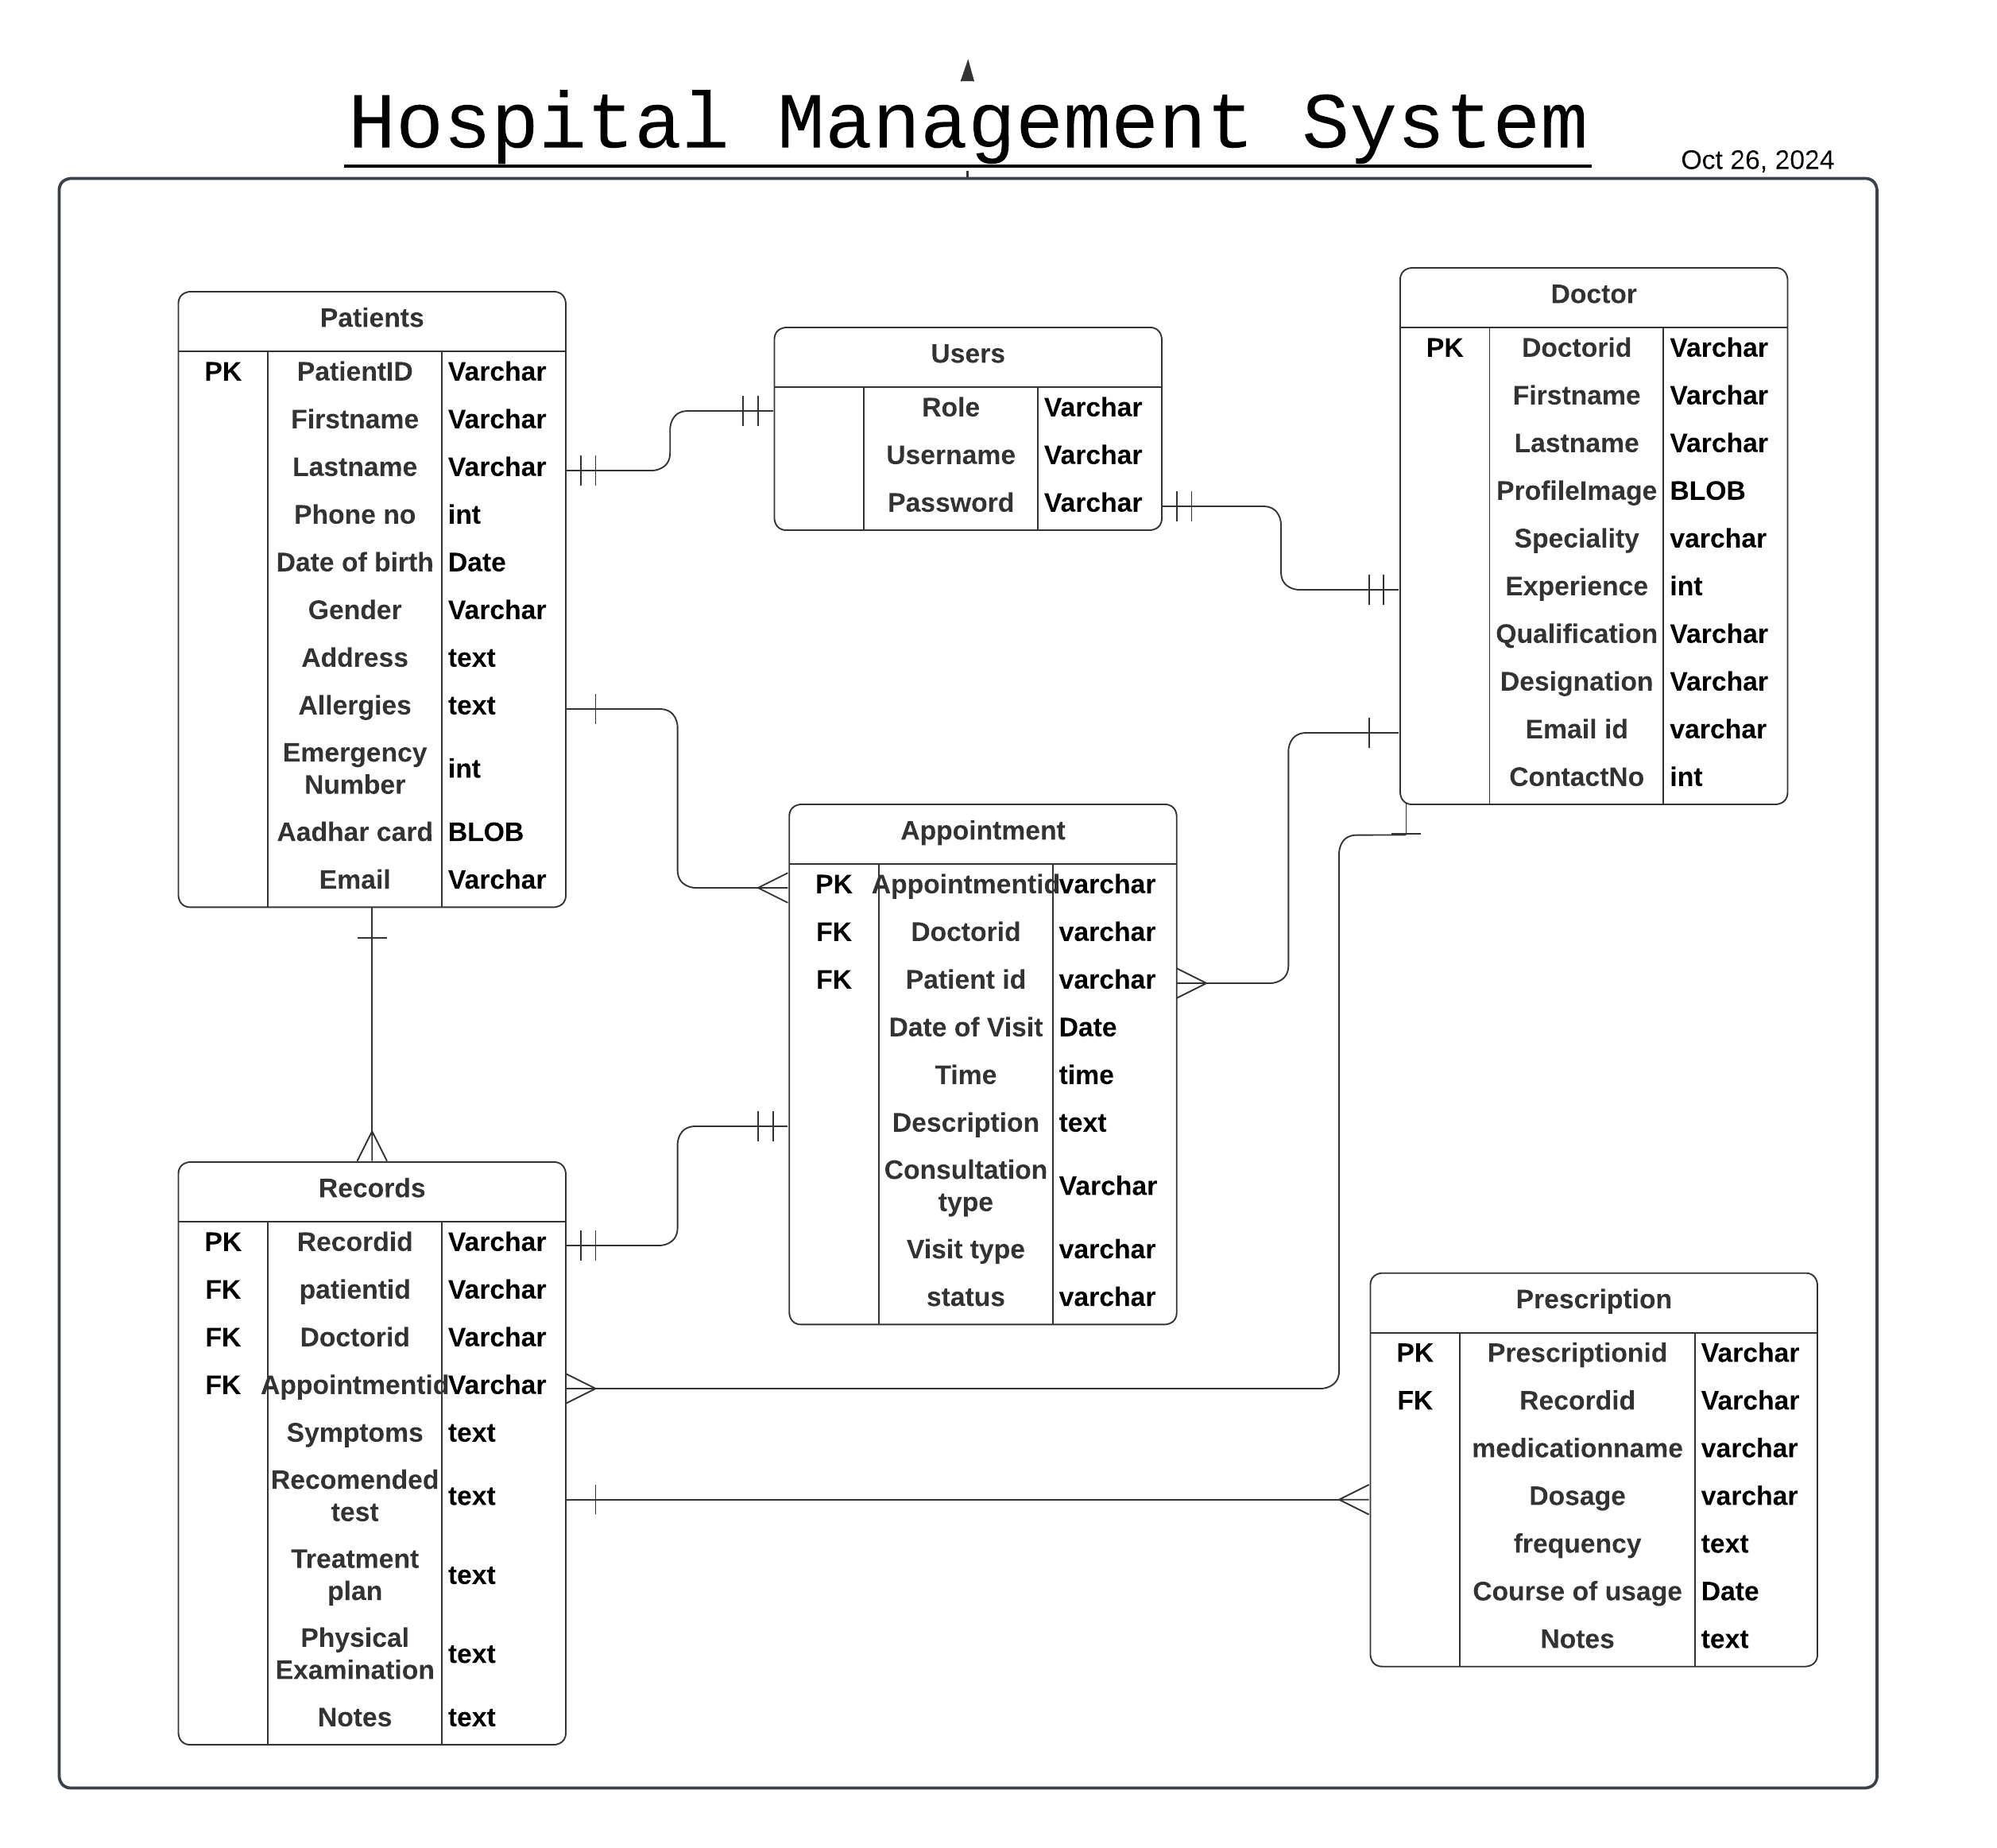 Hospital Management System
Oct 26, 2024
Patients
PK PatientID Varchar
Firstname Varchar
Lastname Varchar
Phone no int
Date of birth Date
Gender Varchar
Address text
Allergies text
Emergency
Number int
Aadhar card BLOB
Email Varchar
Users
Role Varchar
Username Varchar
Password Varchar
Doctor
PK Doctorid Varchar
Firstname Varchar
Lastname Varchar
ProfileImage BLOB
Speciality varchar
Experience int
Qualification Varchar
Designation Varchar
Email id varchar
ContactNo int
Appointment
PK Appointmentid varchar
FK Doctorid varchar
FK Patient id varchar
Date of Visit Date
Time time
Description text
Consultation
type Varchar
Visit type varchar
status varchar
Records
PK Recordid Varchar
FK patientid Varchar
FK Doctorid Varchar
FK Appointmentid Varchar
Symptoms text
Recomended
test text
Treatment
plan text
Physical
Examination text
Notes text
Prescription
PK Prescriptionid Varchar
FK Recordid Varchar
medicationname varchar
Dosage varchar
frequency text
Course of usage Date
Notes text